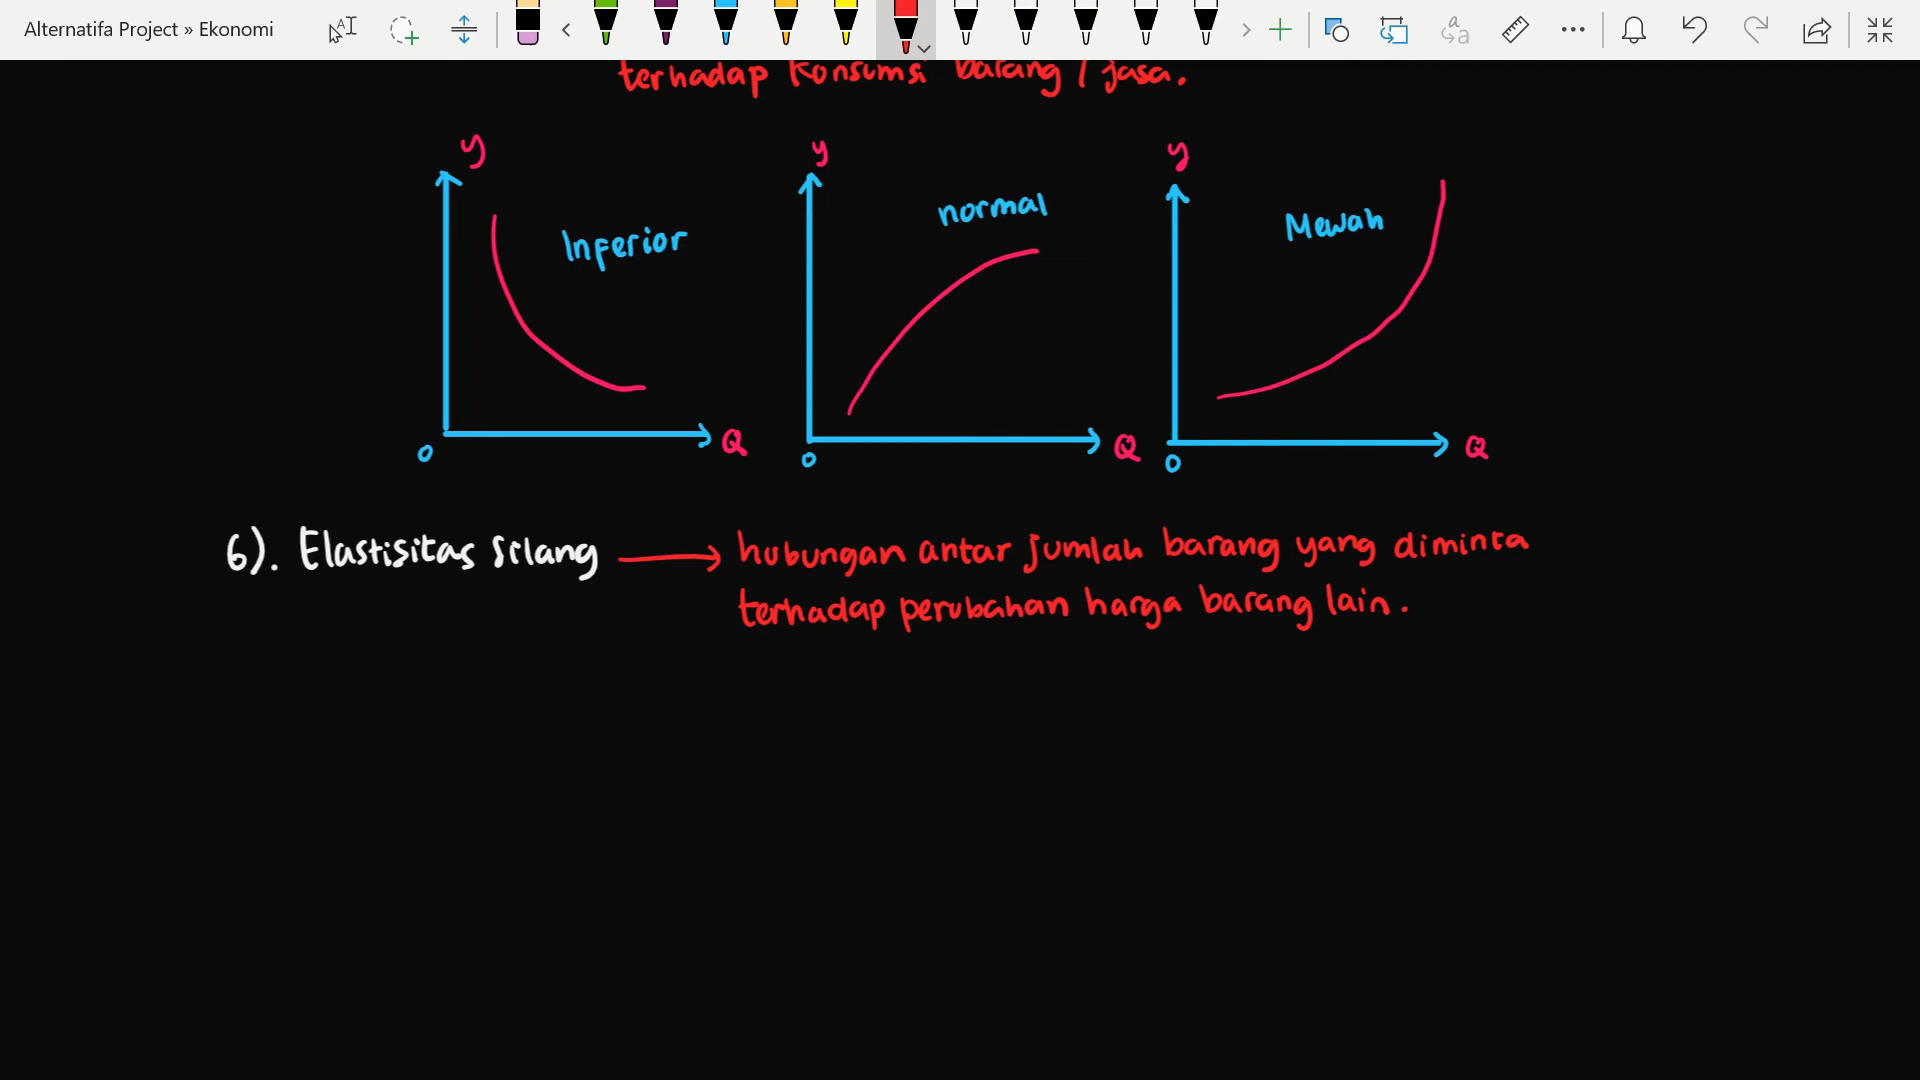 Alternatifa Project » Ekonomi
terhadap konsumsi barang / jasa.
y
y
y
Inferior
normal
Mewah
Q
Q
Q
0
0
0
6). Elastisitas Silang → hubungan antar jumlah barang yang diminta
terhadap perubahan harga barang lain.